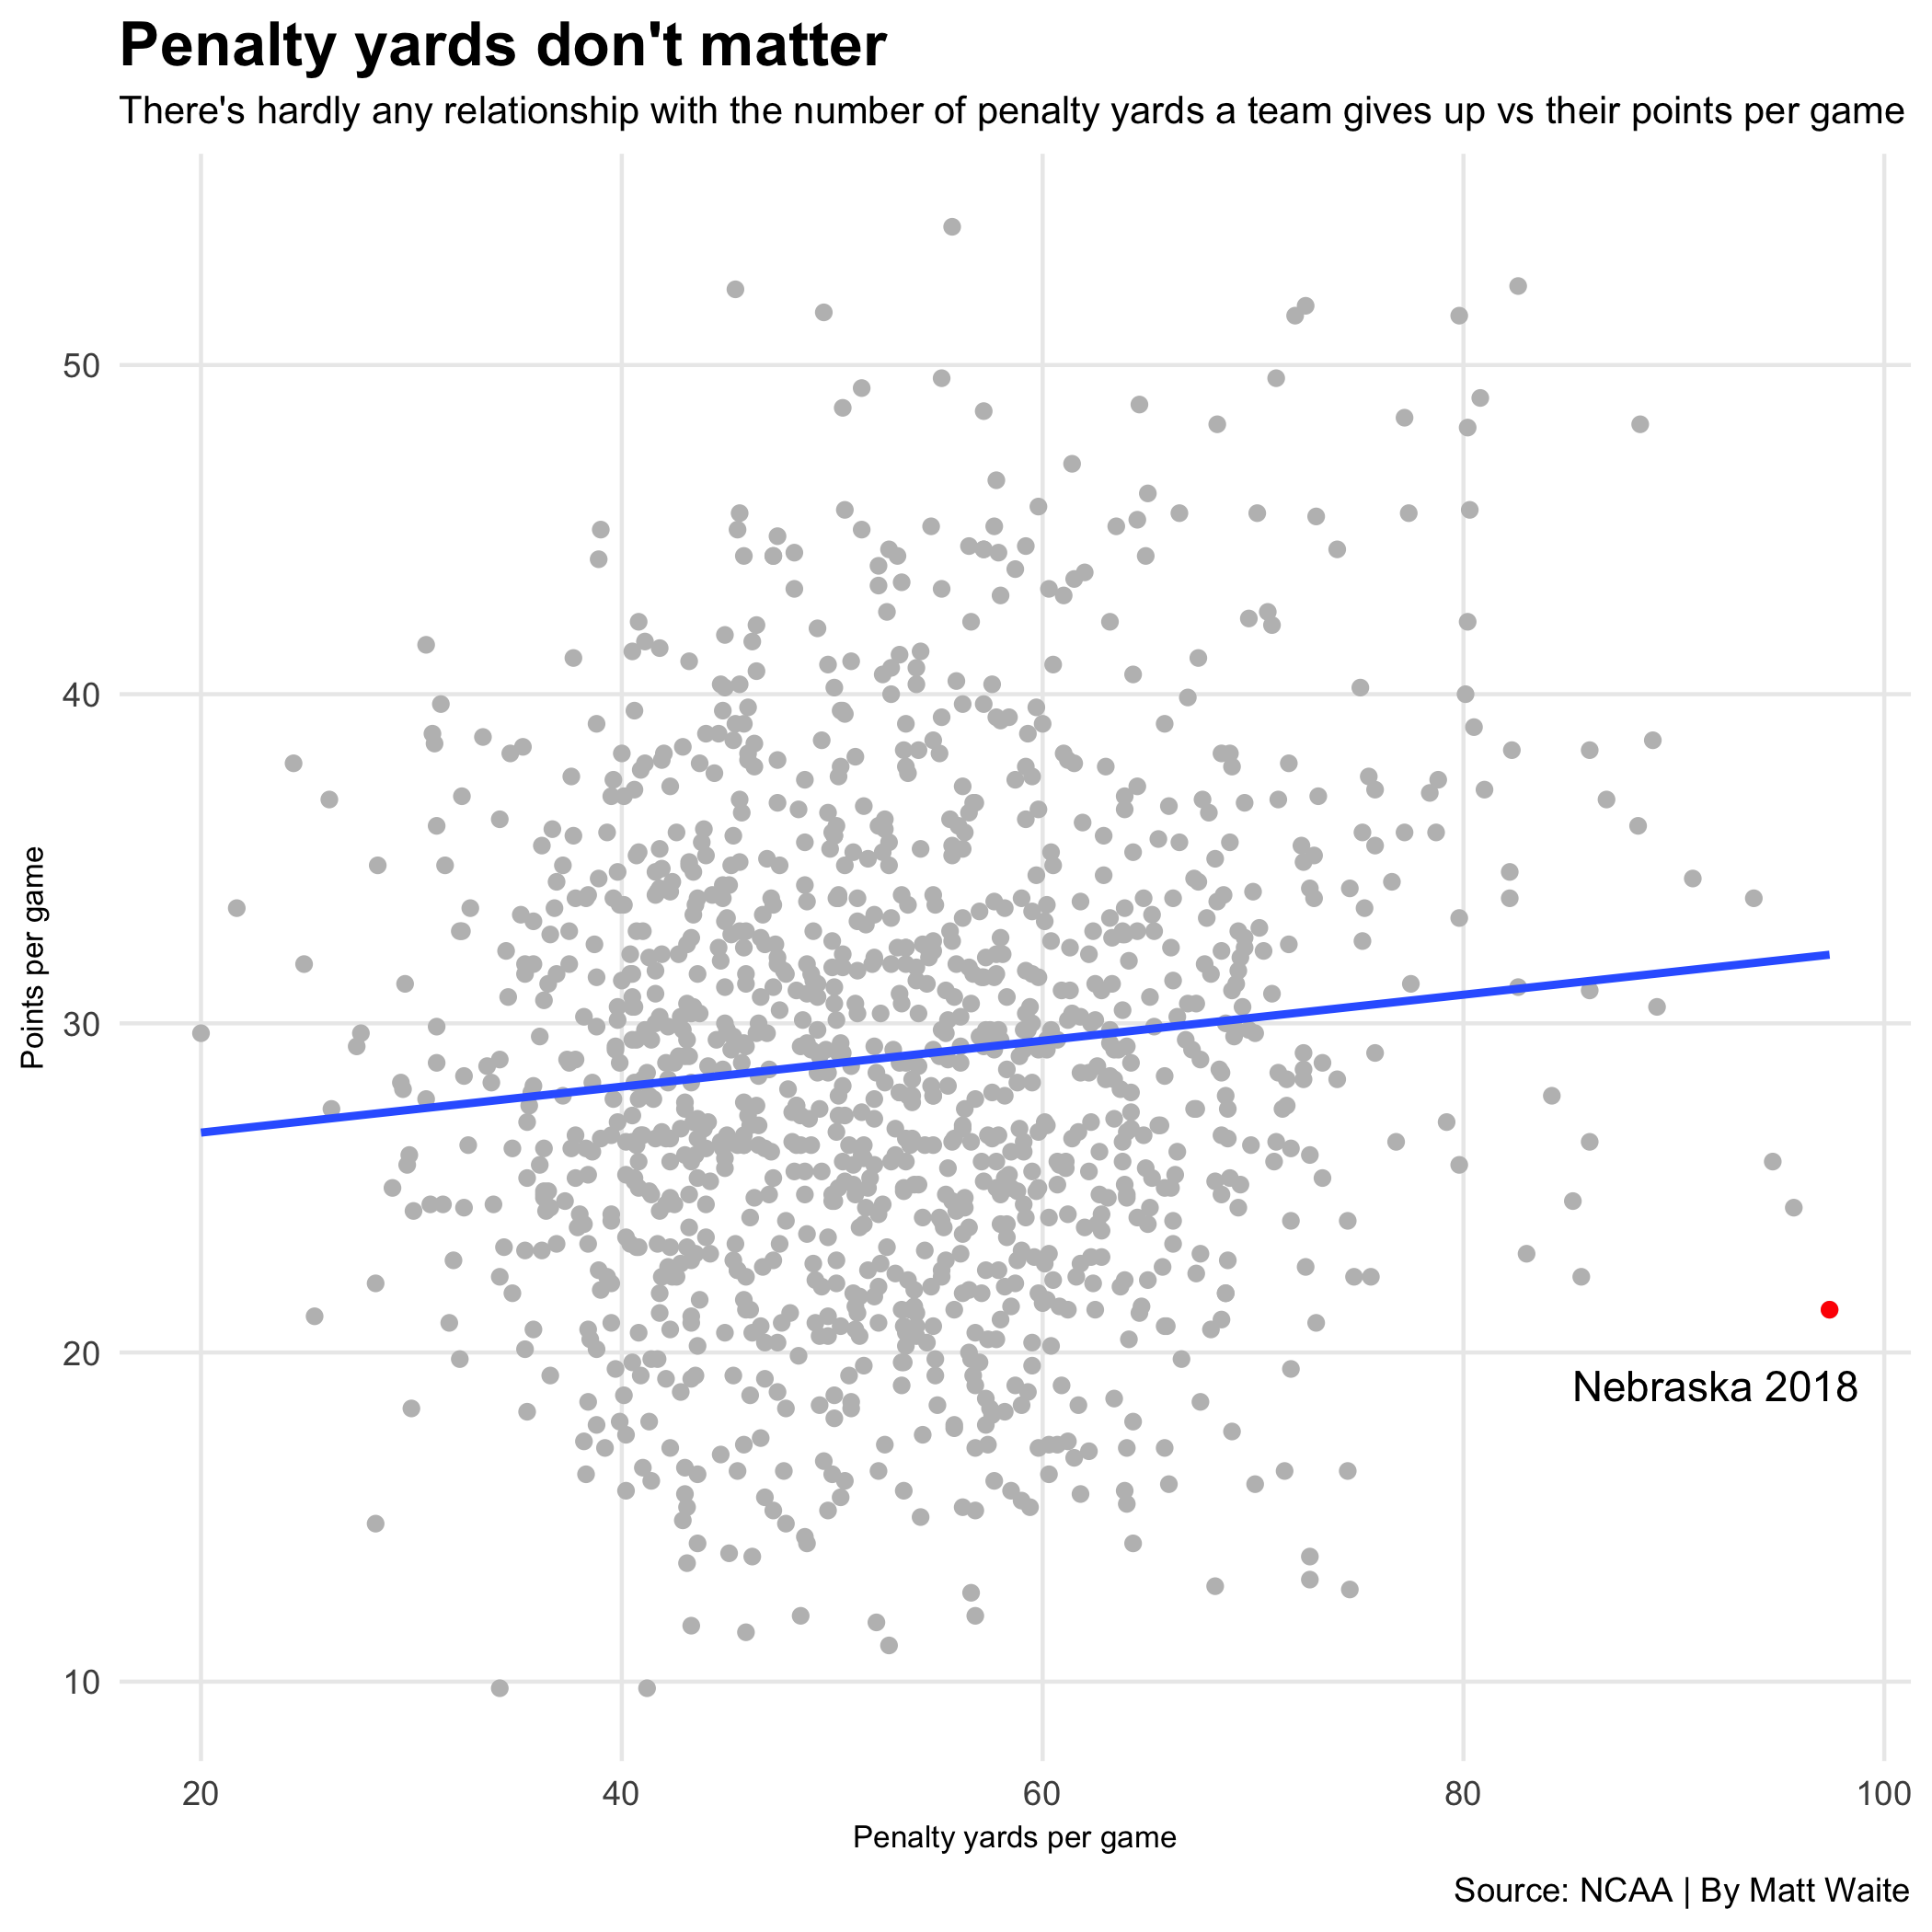 Penalty yards don't matter
There's hardly any relationship with the number of penalty yards a team gives up vs their points per game
50
40
30
20
10
Points per game
Nebraska 2018
20
40
60
80
100
Penalty yards per game
Source: NCAA | By Matt Waite